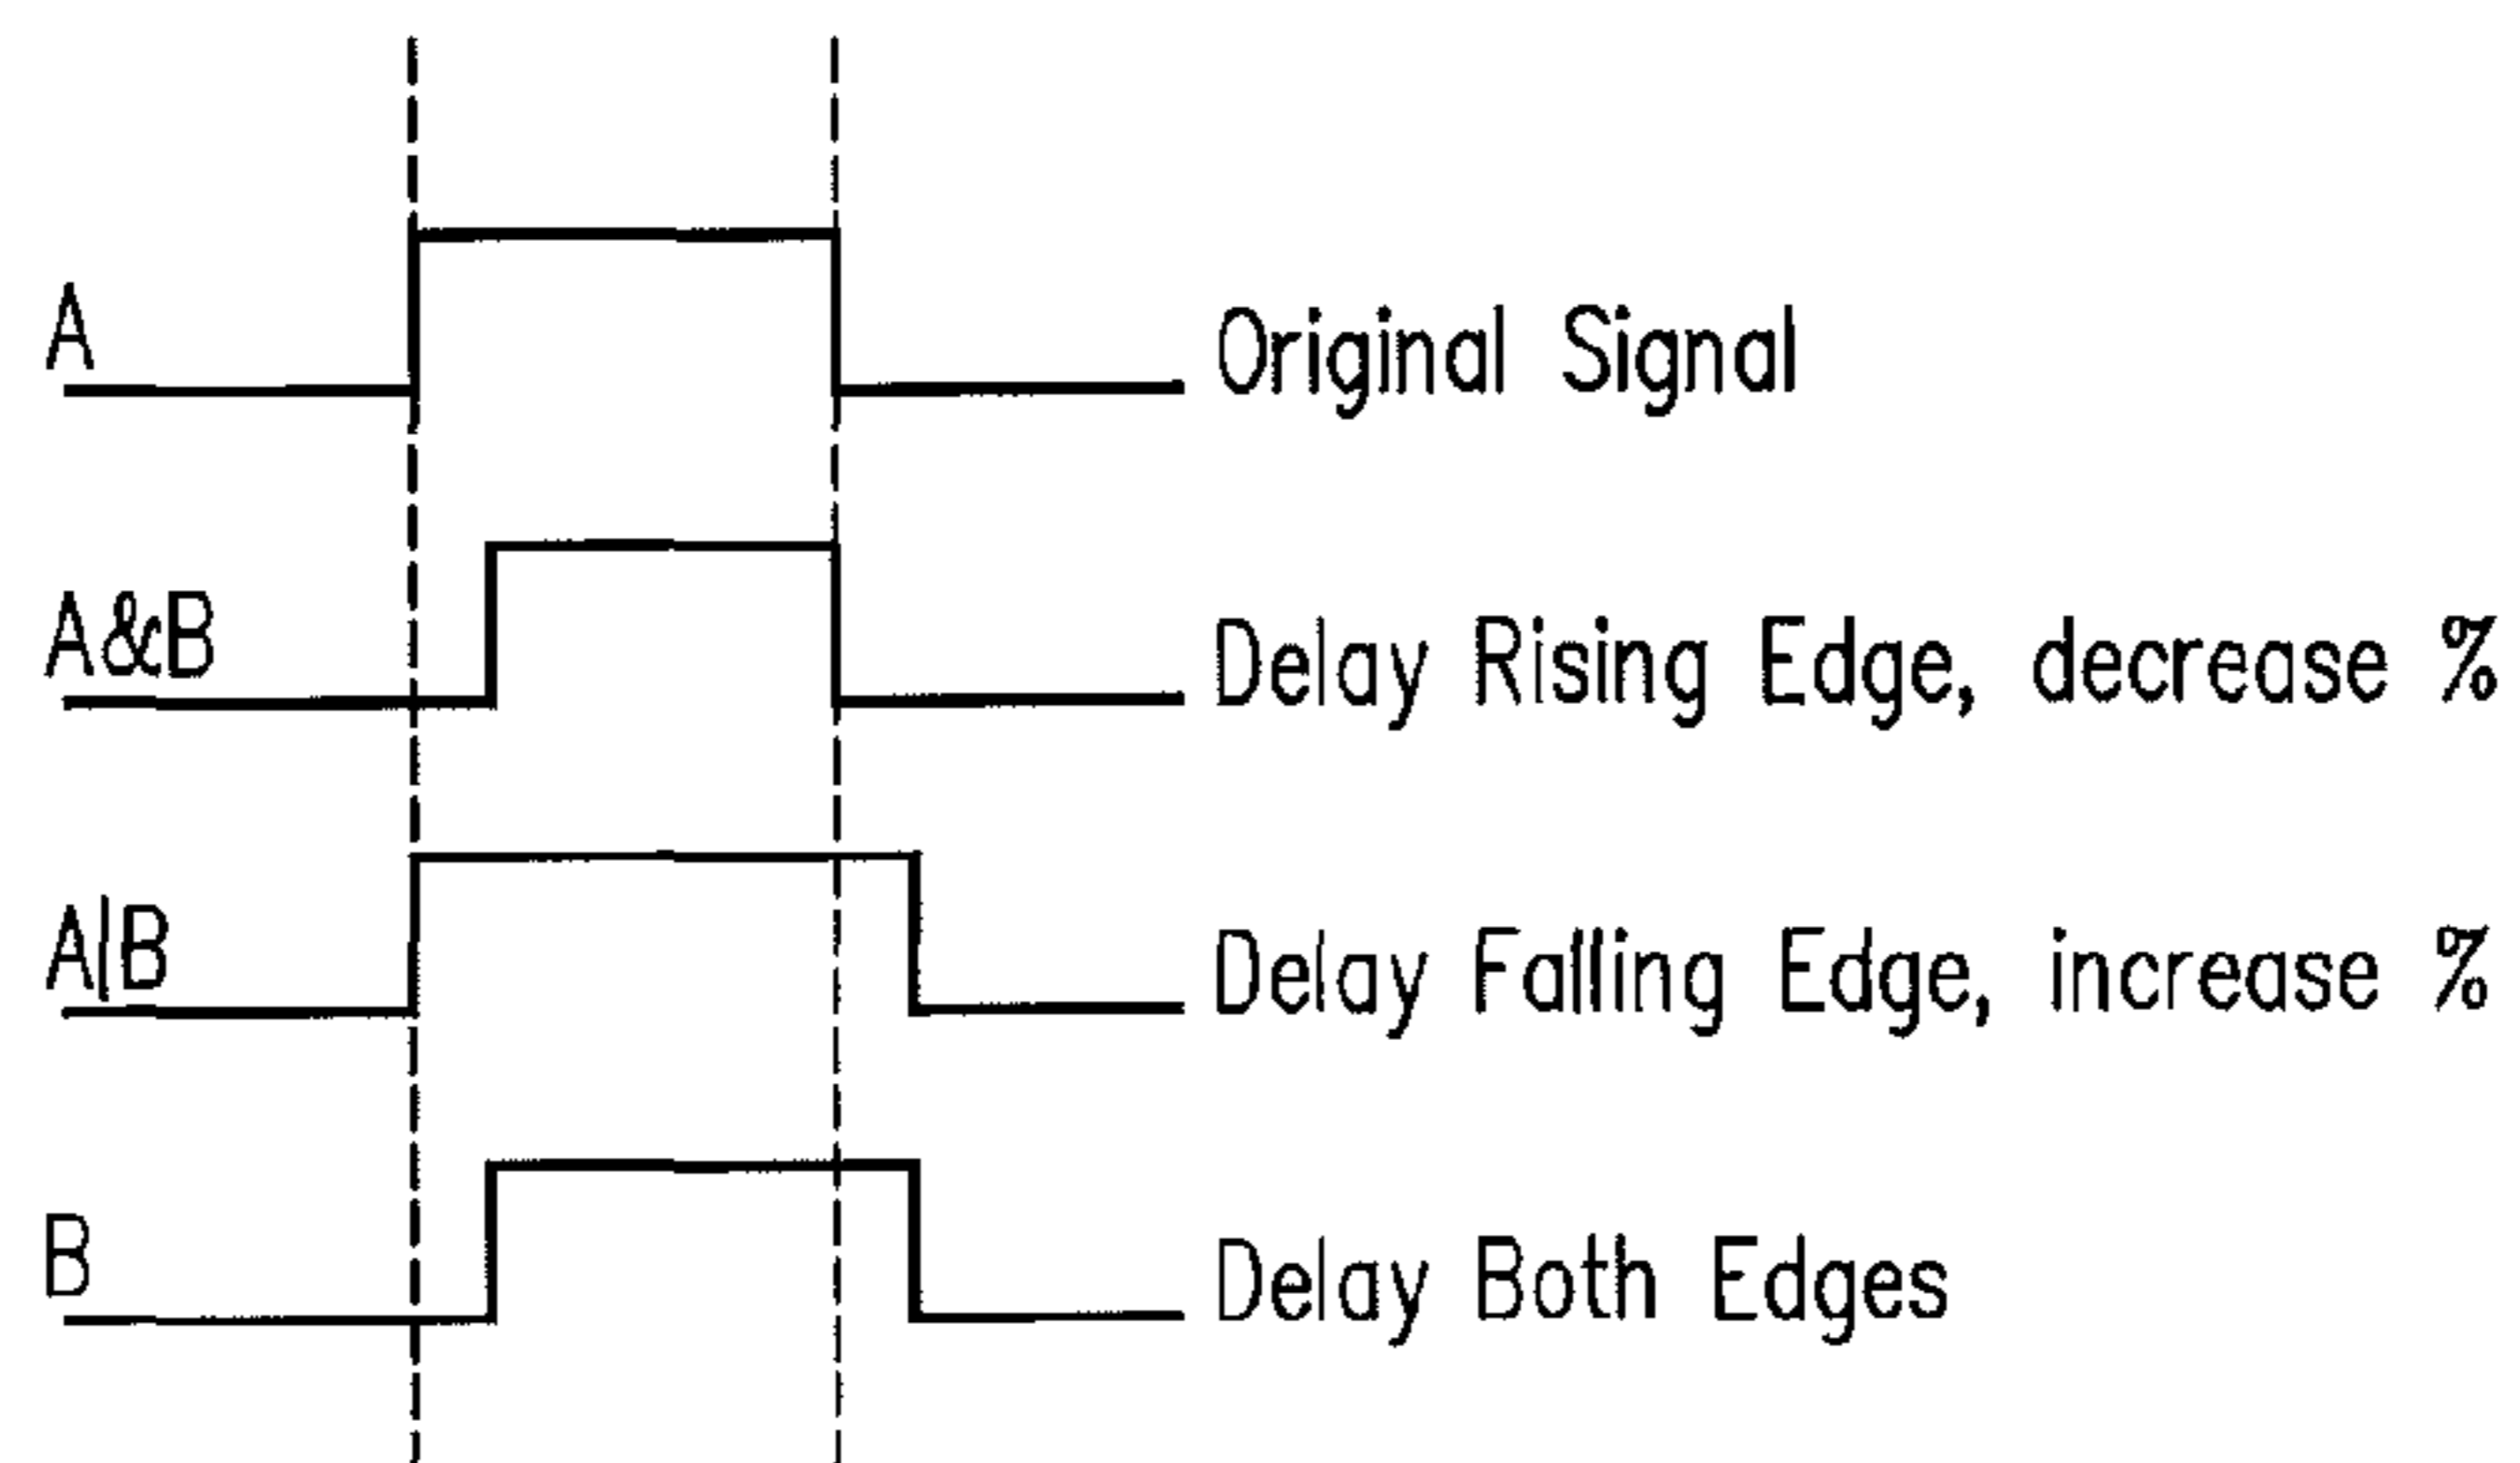 A
Original Signal
A&B
Delay Rising Edge, decrease %
A|B
Delay Falling Edge, increase %
B
Delay Both Edges